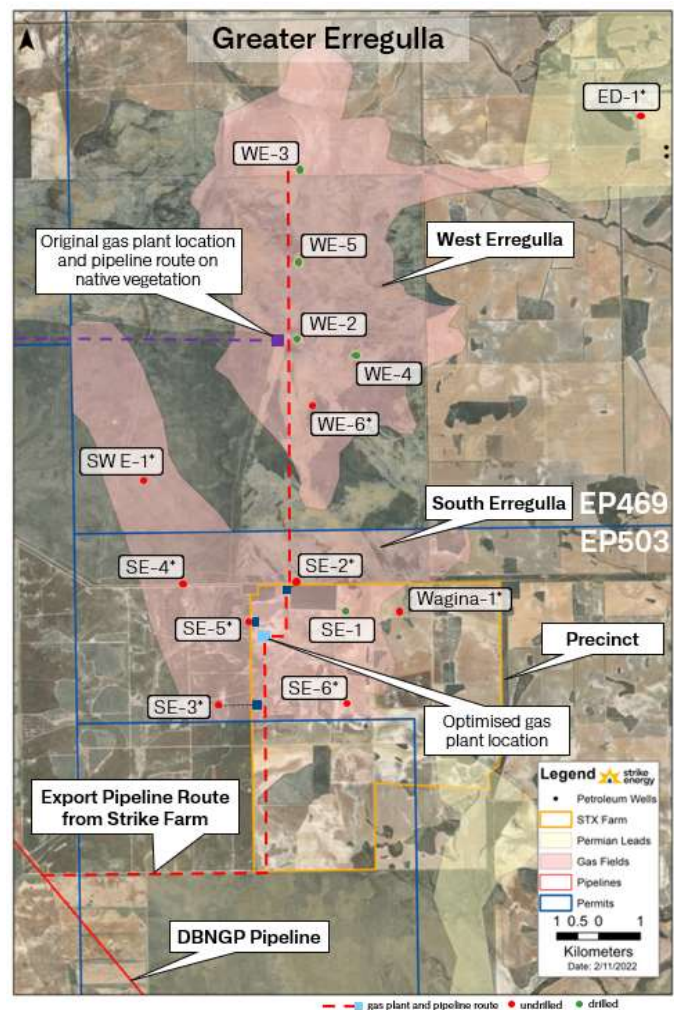 Greater Erregulla
ED-1*
WE-3
Original gas plant location
and pipeline route on
native vegetation
WE-5
West Erregulla
WE-2
WE-4
WE-6*
SW E-1*
South Erregulla
EP469
EP503
SE-4*
SE-2*
Wagina-1*
SE-5*
SE-1
Precinct
SE-3*
SE-6*
Optimised gas
plant location
Export Pipeline Route
from Strike Farm
DBNGP Pipeline
Legend
strike
energy
Petroleum Wells
STX Farm
Permian Leads
Gas Fields
Pipelines
Permits
1 0.5 0 1
Kilometers
Date: 2/11/2022
gas plant and pipeline route
undrilled
drilled